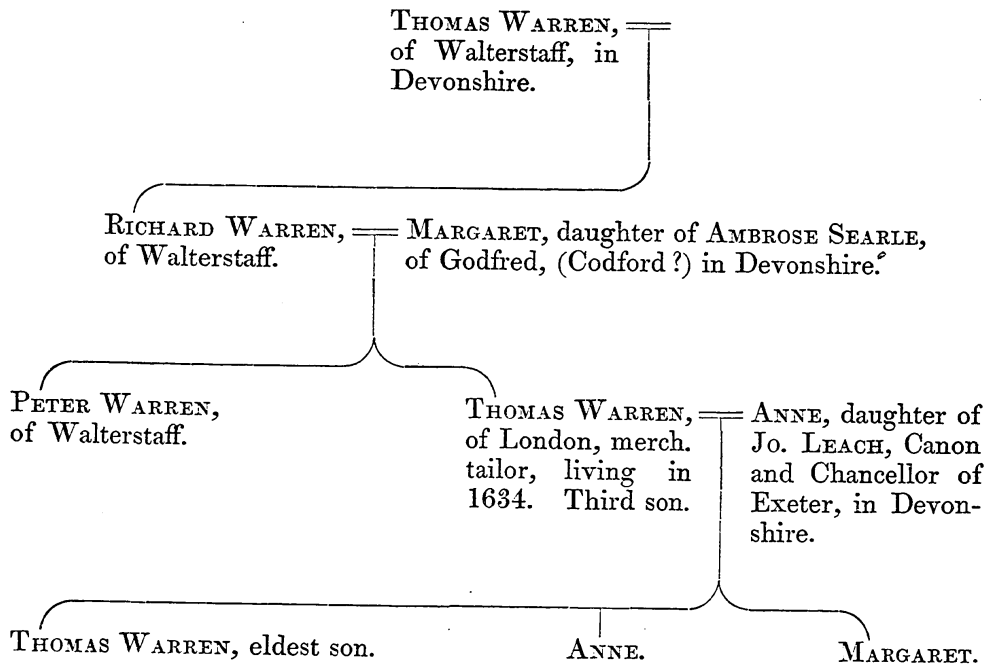 THOMAS WARREN,
of Walterstaff, in
Devonshire.
RICHARD WARREN,
of Walterstaff.
MARGARET, daughter of AMBROSE SEARLE,
of Godfred, (Codford?) in Devonshire.
PETER WARREN,
of Walterstaff.
THOMAS WARREN,
of London, merch.
tailor, living in
1634. Third son.
ANNE, daughter of
Jo. LEACH, Canon
and Chancellor of
Exeter, in Devon-
shire.
THOMAS WARREN, eldest son.
ANNE.
MARGARET.